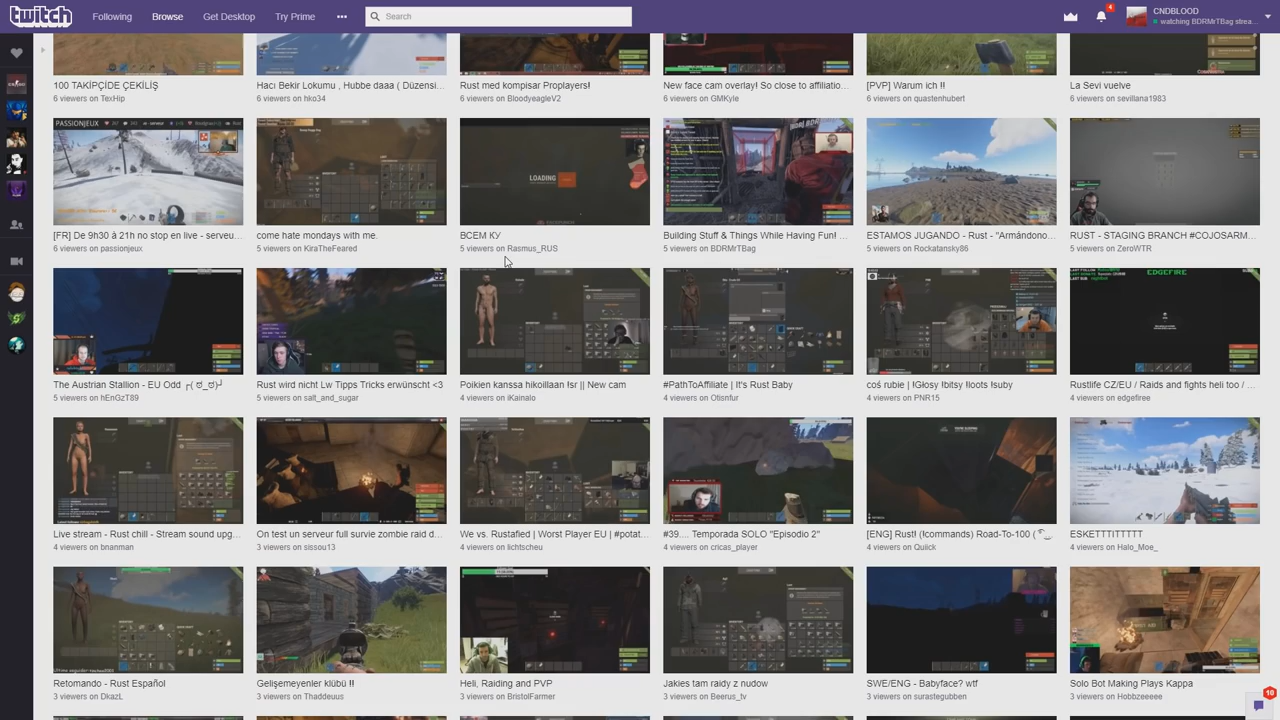 twitch
Following
Browse
Get Desktop
Try Prime
Search
4
CNDBLOOD
watching BDRMrTBag strea...
100 TAKİPÇİDE ÇEKİLİŞ
6 viewers on TexHip
Hacı Bekir Lokumu , Hubbe daaa ( Düzensi...
6 viewers on hko34
Rust med kompisar Proplayers!
6 viewers on BloodyeagleV2
New face cam overlay! So close to affiliatio...
6 viewers on GMKyle
[PVP] Warum ich !!
6 viewers on quastenhubert
La Sevi vuelve
6 viewers on sevillana1983
PASSIONJEUX
LOADING
[FR] De 9h30 à 21h no stop en live - serveu...
6 viewers on passionjeux
come hate mondays with me.
5 viewers on KiraTheFeared
ВСЕМ КУ
5 viewers on Rasmus_RUS
Building Stuff & Things While Having Fun! ...
5 viewers on BDRMrTBag
ESTAMOS JUGANDO - Rust - "Armándono...
5 viewers on Rockatansky86
RUST - STAGING BRANCH #COJOSARM...
5 viewers on ZeroWTR
EDGEFIRE
The Austrian Stallion - EU Odd ┌( ಠ_ಠ)┘
5 viewers on hEnGzT89
Rust wird nicht Lw Tipps Tricks erwünscht <3
5 viewers on salt_and_sugar
Poikien kanssa hikoillaan !sr || New cam
4 viewers on iKainalo
#PathToAffiliate | It's Rust Baby
4 viewers on Otisnfur
coś rubie | !Głosy !bitsy !loots !suby
4 viewers on PNR15
Rustlife CZ/EU / Raids and fights heli too / ...
4 viewers on edgefiree
Live stream - Rust chill - Stream sound upg...
4 viewers on bnanman
On test un serveur full survie zombie raid d...
3 viewers on sissou13
We vs. Rustafied | Worst Player EU | #potat...
4 viewers on lichtscheu
#39.... Temporada SOLO "Episodio 2"
4 viewers on cricas_player
[ENG] Rust! (!commands) Road-To-100 ( ͡° ͜ʖ ͡...
4 viewers on Quiick
ESKETTTITTTTT
4 viewers on Halo_Moe_
Retomando - Rust Español
3 viewers on DkazL
Gelişemeyenler klübü !!
3 viewers on Thaddeuus
Heli, Raiding and PVP
3 viewers on BristolFarmer
Jakies tam raidy z nudow
3 viewers on Beerus_tv
SWE/ENG - Babyface? wtf
3 viewers on surastegubben
Solo Bot Making Plays Kappa
3 viewers on Hobbzeeeee
10